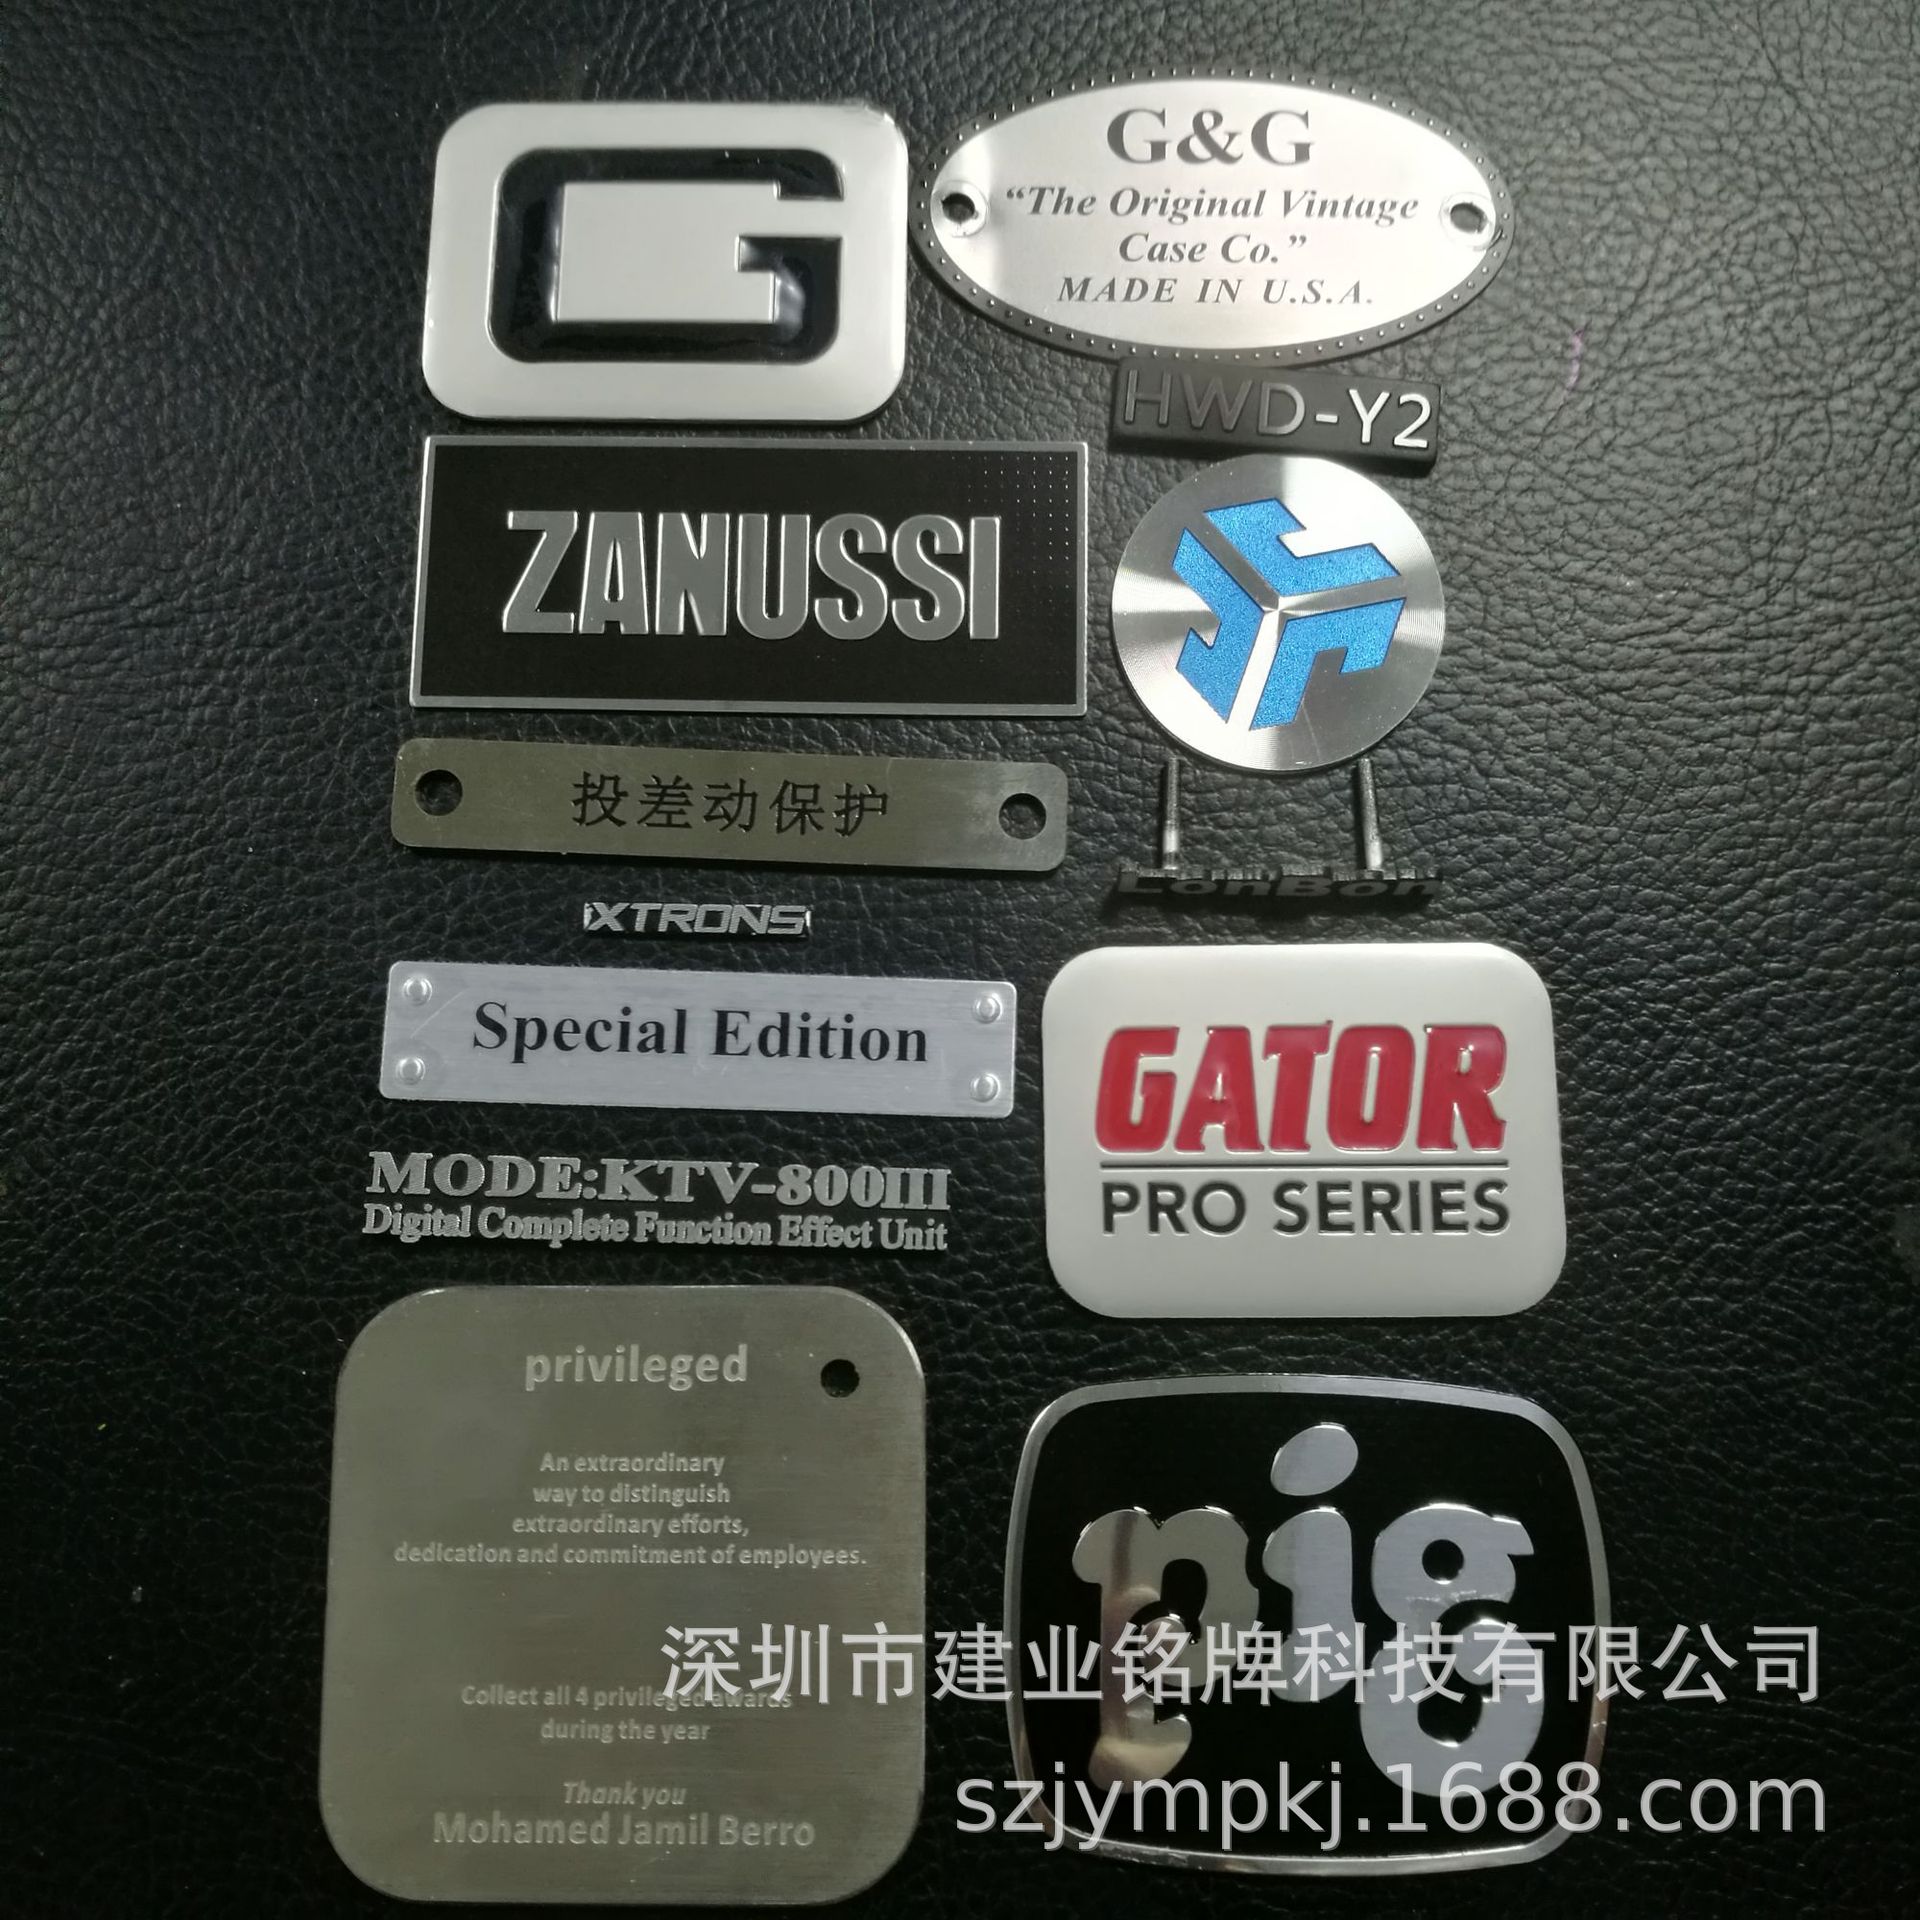 G
G&G
“The Original Vintage
Case Co.”
MADE IN U.S.A.
HWD-Y2
ZANUSSI
投差动保护
LonBon
XTRONS
Special Edition
GATOR
PRO SERIES
MODE:KTV-800III
Digital Complete Function Effect Unit
privileged
An extraordinary
way to distinguish
extraordinary efforts,
dedication and commitment of employees.
Collect all 4 privileged awards
during the year
Thank you
Mohamed Jamil Berro
pig
深圳市建业铭牌科技有限公司
szjympkj.1688.com